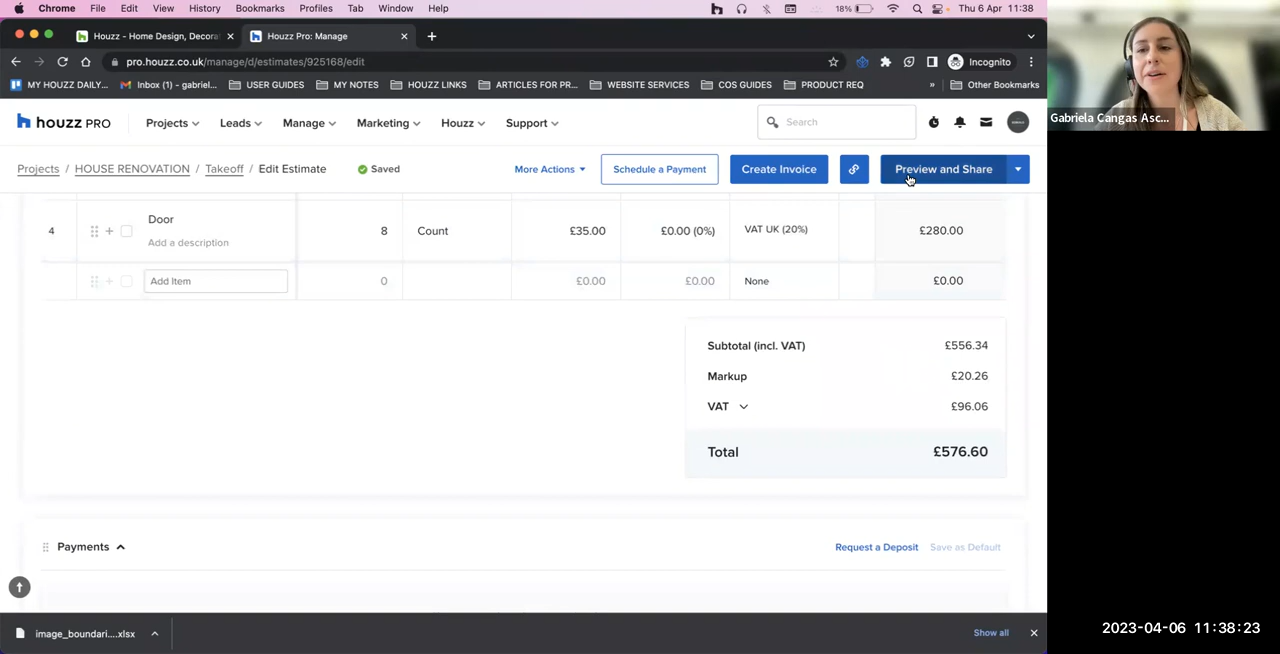 Chrome File Edit View History Bookmarks Profiles Tab Window Help 18% Thu 6 Apr 11:38
Houzz - Home Design, Decora
Houzz Pro: Manage
pro.houzz.co.uk/manage/d/estimates/925168/edit Incognito
MY HOUZZ DAILY... Inbox (1) - gabriel... USER GUIDES MY NOTES HOUZZ LINKS ARTICLES FOR PR... WEBSITE SERVICES COS GUIDES PRODUCT REQ » Other Bookmarks
Gabriela Cangas Asc...
houzz PRO Projects Leads Manage Marketing Houzz Support Search
Projects / HOUSE RENOVATION / Takeoff / Edit Estimate Saved More Actions Schedule a Payment Create Invoice Preview and Share
Door
4 + 8 Count £35.00 £0.00 (0%) VAT UK (20%) £280.00
Add a description
+ Add Item 0 £0.00 £0.00 None £0.00
Subtotal (incl. VAT) £556.34
Markup £20.26
VAT £96.06
Total £576.60
Payments Request a Deposit Save as Default
image_boundari....xlsx Show all
2023-04-06 11:38:23